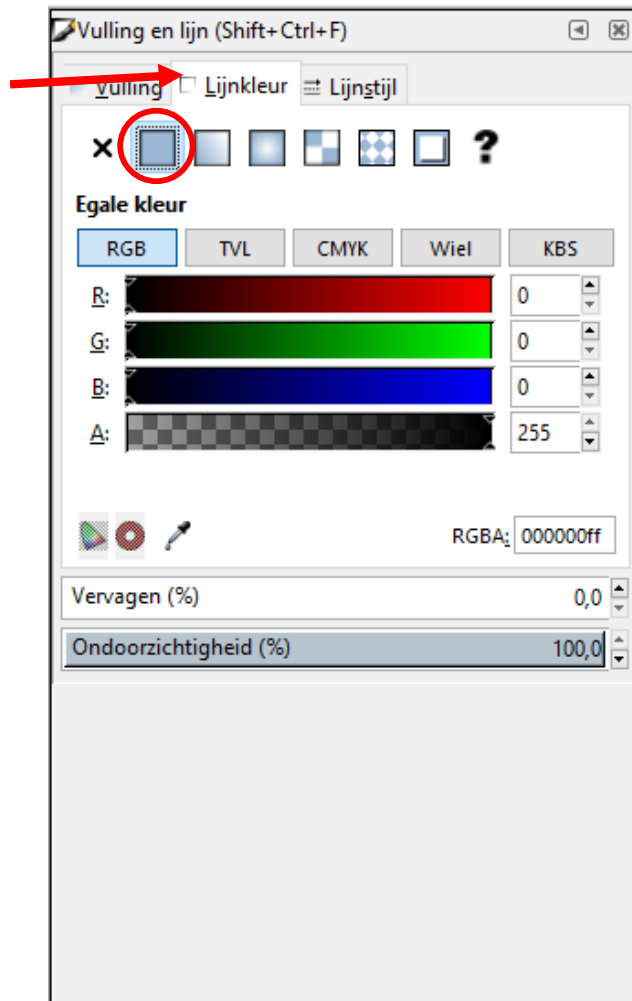 Vulling en lijn (Shift+Ctrl+F)
Vulling Lijnkleur Lijnstijl
?
Egale kleur
RGB TVL CMYK Wiel KBS
R: 0
G: 0
B: 0
A: 255
RGBA: 000000ff
Vervagen (%) 0,0
Ondoorzichtigheid (%) 100,0